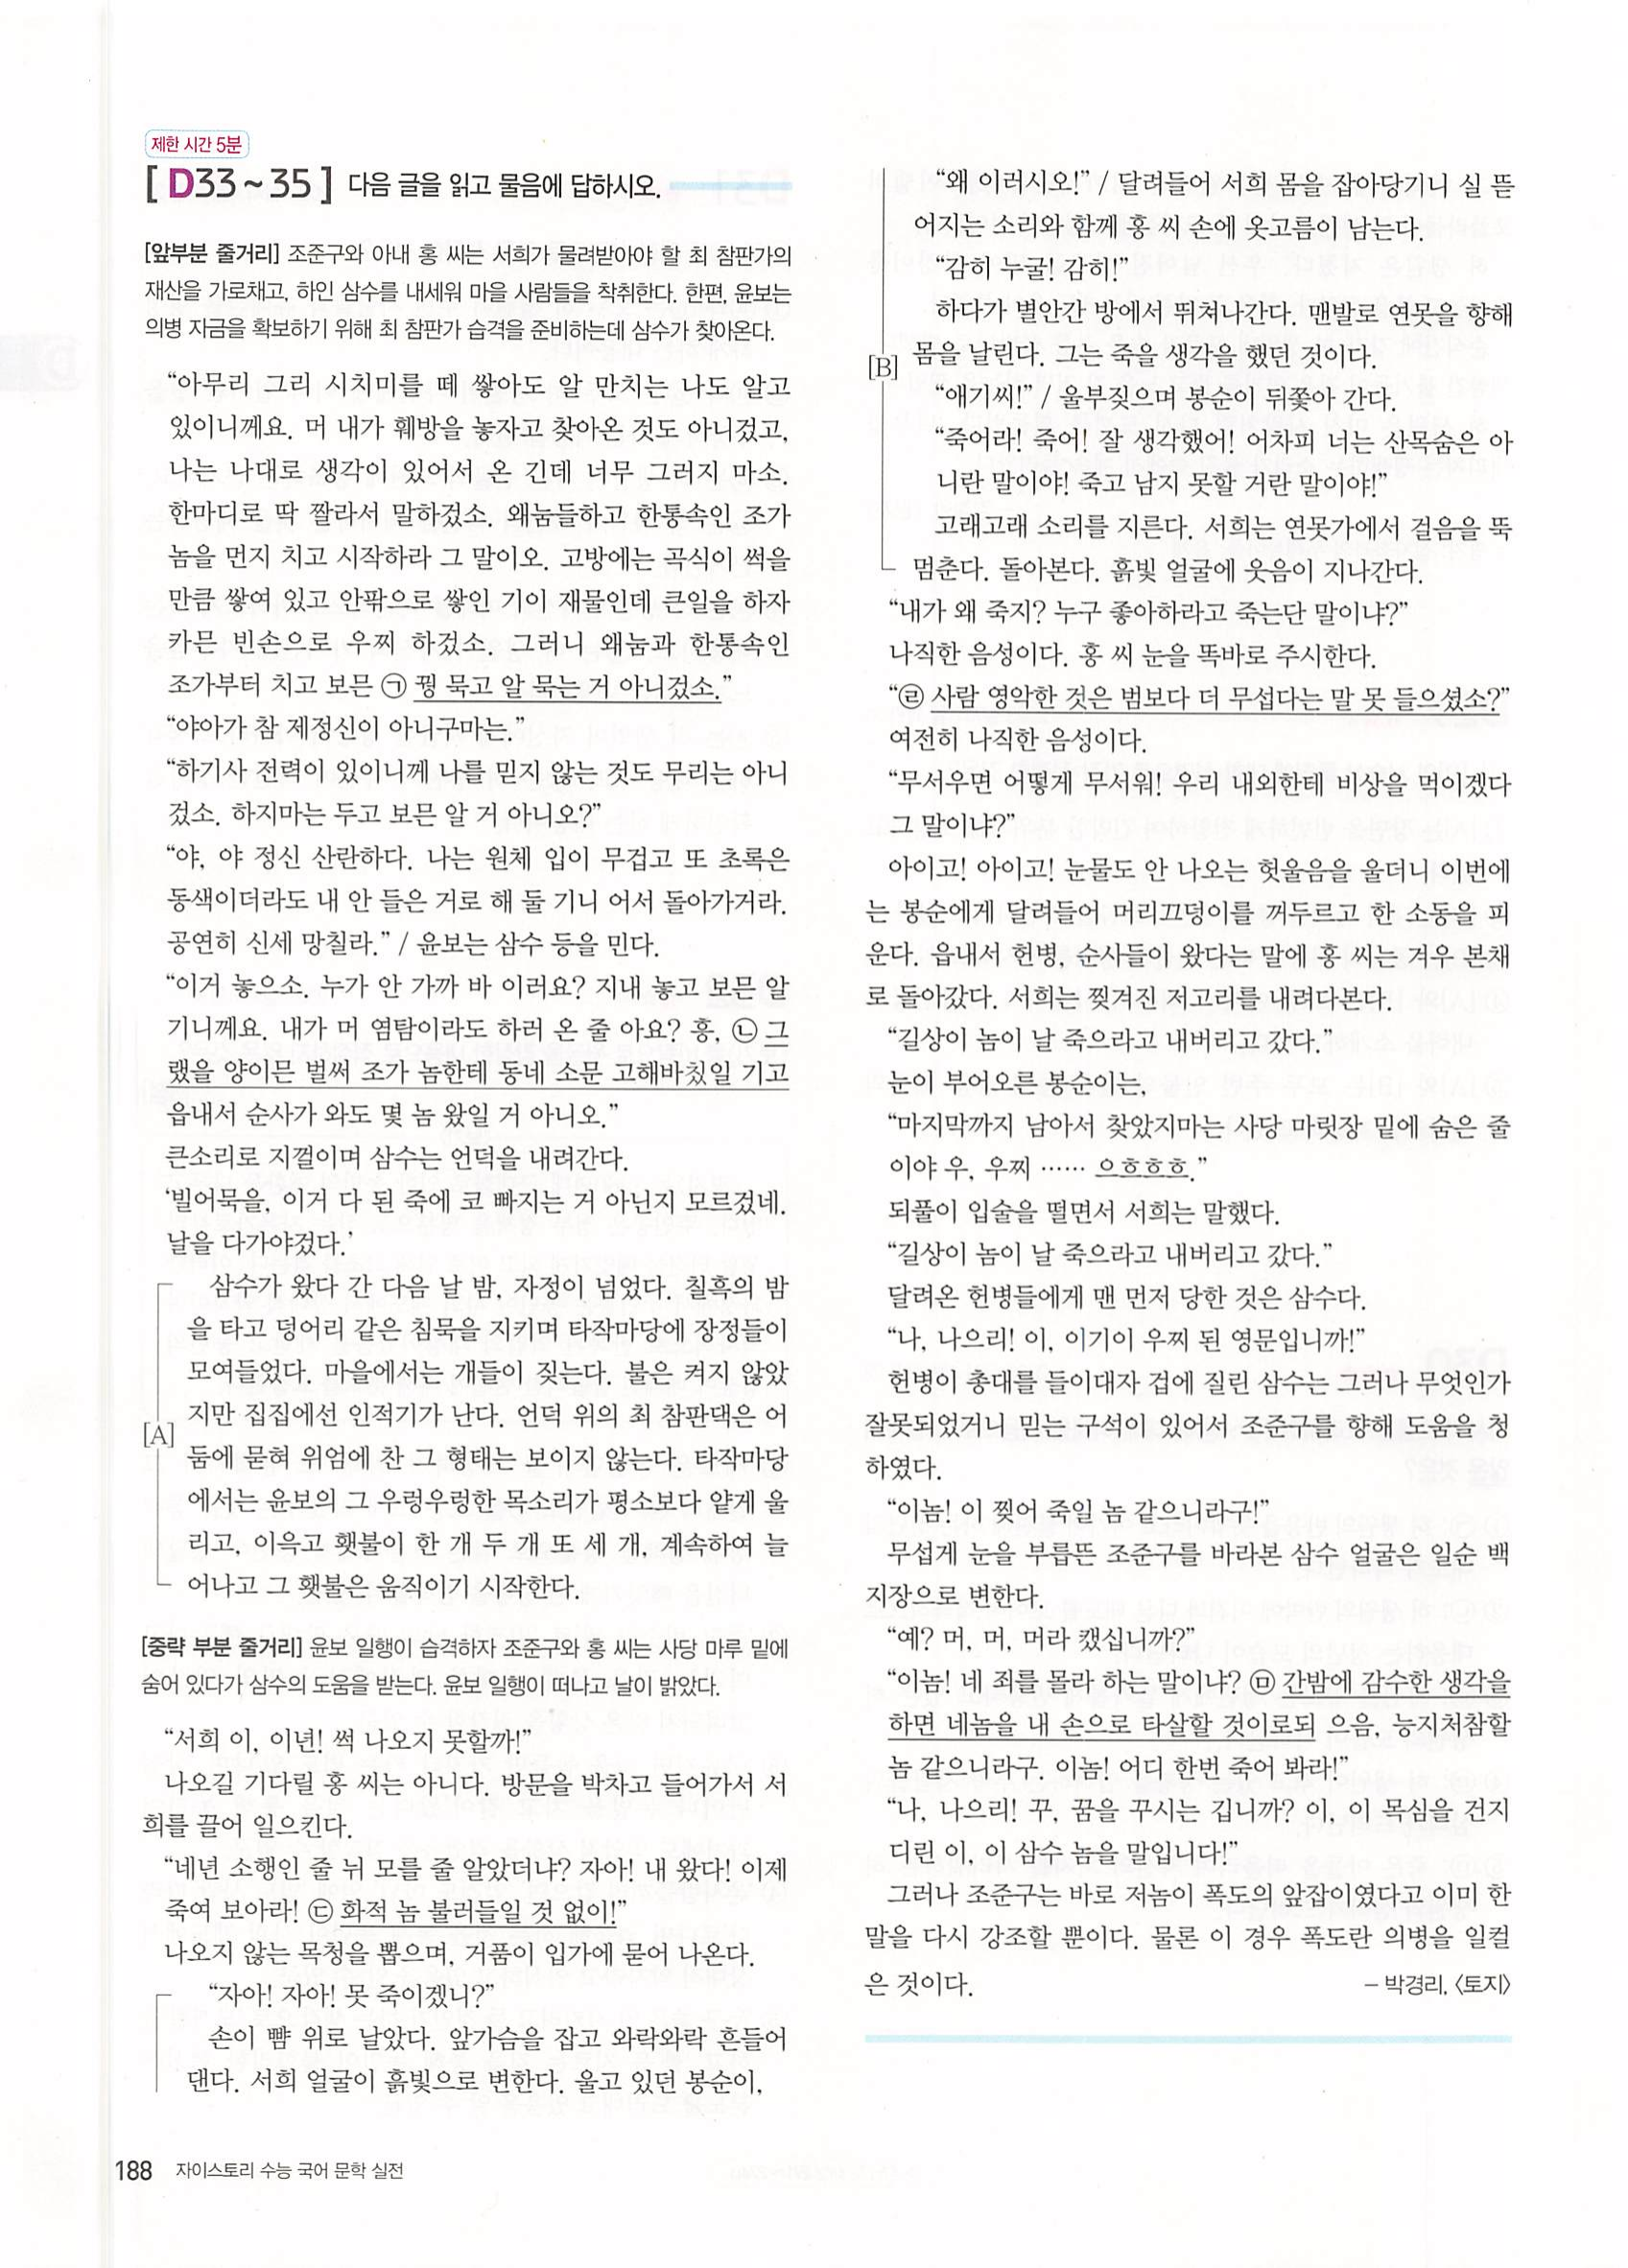 제한 시간 5분
[ D33 ~ 35 ] 다음 글을 읽고 물음에 답하시오.
[앞부분 줄거리] 조준구와 아내 홍 씨는 서희가 물려받아야 할 최 참판가의
재산을 가로채고, 하인 삼수를 내세워 마을 사람들을 착취한다. 한편, 윤보는
의병 자금을 확보하기 위해 최 참판가 습격을 준비하는데 삼수가 찾아온다.
“아무리 그리 시치미를 떼 쌓아도 알 만치는 나도 알고
있이니께요. 머 내가 훼방을 놓자고 찾아온 것도 아니겄고,
나는 나대로 생각이 있어서 온 긴데 너무 그러지 마소.
한마디로 딱 짤라서 말하겄소. 왜눔들하고 한통속인 조가
놈을 먼지 치고 시작하라 그 말이오. 고방에는 곡식이 썩을
만큼 쌓여 있고 안팎으로 쌓인 기이 재물인데 큰일을 하자
카믄 빈손으로 우찌 하겄소. 그러니 왜눔과 한통속인
조가부터 치고 보믄 ㉠ 꿩 묵고 알 묵는 거 아니겄소.”
“야아가 참 제정신이 아니구마는.”
“하기사 전력이 있이니께 나를 믿지 않는 것도 무리는 아니
겄소. 하지마는 두고 보믄 알 거 아니오?”
“야, 야 정신 산란하다. 나는 원체 입이 무겁고 또 초록은
동색이더라도 내 안 들은 거로 해 둘 기니 어서 돌아가거라.
공연히 신세 망칠라.” / 윤보는 삼수 등을 민다.
“이거 놓으소. 누가 안 가까 바 이러요? 지내 놓고 보믄 알
기니께요. 내가 머 염탐이라도 하러 온 줄 아요? 흥, ㉡ 그
랬을 양이믄 벌써 조가 놈한테 동네 소문 고해바칬일 기고
읍내서 순사가 와도 몇 놈 왔일 거 아니오.”
큰소리로 지껄이며 삼수는 언덕을 내려간다.
‘빌어묵을, 이거 다 된 죽에 코 빠지는 거 아닌지 모르겄네.
날을 다가야겄다.’
삼수가 왔다 간 다음 날 밤, 자정이 넘었다. 칠흑의 밤
을 타고 덩어리 같은 침묵을 지키며 타작마당에 장정들이
모여들었다. 마을에서는 개들이 짖는다. 불은 켜지 않았
지만 집집에선 인적기가 난다. 언덕 위의 최 참판댁은 어
[A] 둠에 묻혀 위엄에 찬 그 형태는 보이지 않는다. 타작마당
에서는 윤보의 그 우렁우렁한 목소리가 평소보다 얕게 울
리고, 이윽고 횃불이 한 개 두 개 또 세 개, 계속하여 늘
어나고 그 횃불은 움직이기 시작한다.
[중략 부분 줄거리] 윤보 일행이 습격하자 조준구와 홍 씨는 사당 마루 밑에
숨어 있다가 삼수의 도움을 받는다. 윤보 일행이 떠나고 날이 밝았다.
“서희 이, 이년! 썩 나오지 못할까!”
나오길 기다릴 홍 씨는 아니다. 방문을 박차고 들어가서 서
희를 끌어 일으킨다.
“네년 소행인 줄 뉘 모를 줄 알았더냐? 자아! 내 왔다! 이제
죽여 보아라! ㉢ 화적 놈 불러들일 것 없이!”
나오지 않는 목청을 뽑으며, 거품이 입가에 묻어 나온다.
“자아! 자아! 못 죽이겠니?”
손이 뺨 위로 날았다. 앞가슴을 잡고 와락와락 흔들어
댄다. 서희 얼굴이 흙빛으로 변한다. 울고 있던 봉순이,
188 자이스토리 수능 국어 문학 실전
“왜 이러시오!” / 달려들어 서희 몸을 잡아당기니 실 뜯
어지는 소리와 함께 홍 씨 손에 옷고름이 남는다.
“감히 누굴! 감히!”
하다가 별안간 방에서 뛰쳐나간다. 맨발로 연못을 향해
[B] 몸을 날린다. 그는 죽을 생각을 했던 것이다.
“애기씨!” / 울부짖으며 봉순이 뒤쫓아 간다.
“죽어라! 죽어! 잘 생각했어! 어차피 너는 산목숨은 아
니란 말이야! 죽고 남지 못할 거란 말이야!”
고래고래 소리를 지른다. 서희는 연못가에서 걸음을 뚝
멈춘다. 돌아본다. 흙빛 얼굴에 웃음이 지나간다.
“내가 왜 죽지? 누구 좋아하라고 죽는단 말이냐?”
나직한 음성이다. 홍 씨 눈을 똑바로 주시한다.
“㉣ 사람 영악한 것은 범보다 더 무섭다는 말 못 들으셨소?”
여전히 나직한 음성이다.
“무서우면 어떻게 무서워! 우리 내외한테 비상을 먹이겠다
그 말이냐?”
아이고! 아이고! 눈물도 안 나오는 헛울음을 울더니 이번에
는 봉순에게 달려들어 머리끄덩이를 꺼두르고 한 소동을 피
운다. 읍내서 헌병, 순사들이 왔다는 말에 홍 씨는 겨우 본채
로 돌아갔다. 서희는 찢겨진 저고리를 내려다본다.
“길상이 놈이 날 죽으라고 내버리고 갔다.”
눈이 부어오른 봉순이는,
“마지막까지 남아서 찾았지마는 사당 마릿장 밑에 숨은 줄
이야 우, 우찌 …… 으흐흐흐.”
되풀이 입술을 떨면서 서희는 말했다.
“길상이 놈이 날 죽으라고 내버리고 갔다.”
달려온 헌병들에게 맨 먼저 당한 것은 삼수다.
“나, 나으리! 이, 이기이 우찌 된 영문입니까!”
헌병이 총대를 들이대자 겁에 질린 삼수는 그러나 무엇인가
잘못되었거니 믿는 구석이 있어서 조준구를 향해 도움을 청
하였다.
“이놈! 이 찢어 죽일 놈 같으니라구!”
무섭게 눈을 부릅뜬 조준구를 바라본 삼수 얼굴은 일순 백
지장으로 변한다.
“예? 머, 머, 머라 캤십니까?”
“이놈! 네 죄를 몰라 하는 말이냐? ㉤ 간밤에 감수한 생각을
하면 네놈을 내 손으로 타살할 것이로되 으음, 능지처참할
놈 같으니라구. 이놈! 어디 한번 죽어 봐라!”
“나, 나으리! 꾸, 꿈을 꾸시는 깁니까? 이, 이 목심을 건지
디린 이, 이 삼수 놈을 말입니다!”
그러나 조준구는 바로 저놈이 폭도의 앞잡이였다고 이미 한
말을 다시 강조할 뿐이다. 물론 이 경우 폭도란 의병을 일컬
은 것이다. – 박경리, 〈토지〉